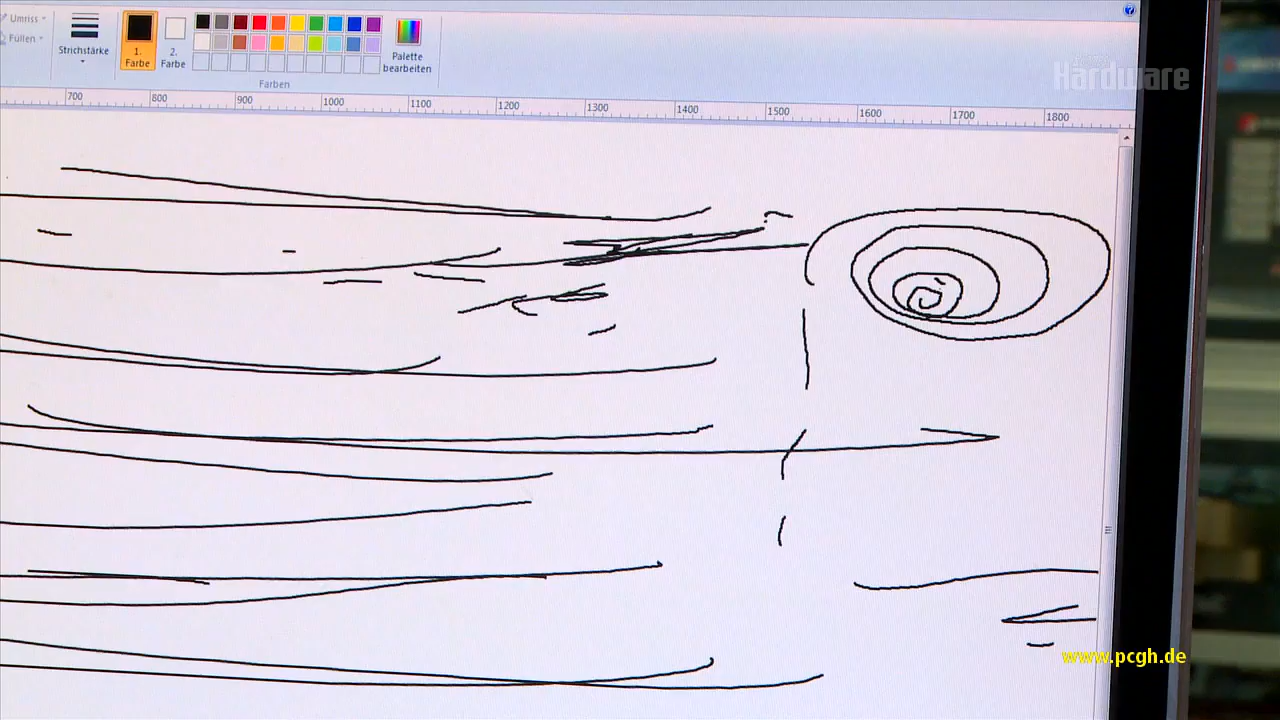 Umriss
Füllen
Strichstärke
1.
Farbe
2.
Farbe
Palette
bearbeiten
Farben
Hardware
700 800 900 1000 1100 1200 1300 1400 1500 1600 1700 1800
www.pcgh.de